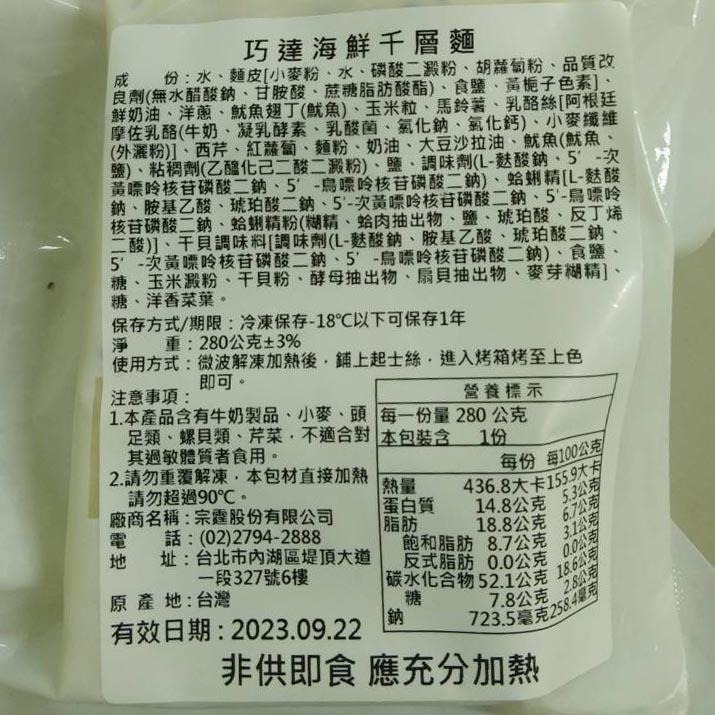 巧達海鮮千層麵
成　　份：水、麵皮[小麥粉、水、磷酸二澱粉、胡蘿蔔粉、品質改
良劑(無水醋酸鈉、甘胺酸、蔗糖脂肪酸酯)、食鹽、黃梔子色素]、
鮮奶油、洋蔥、魷魚翅丁(魷魚)、玉米粒、馬鈴薯、乳酪絲[阿根廷
摩佐乳酪(牛奶、凝乳酵素、乳酸菌、氯化鈉、氯化鈣)、小麥纖維
(外灑粉)]、西芹、紅蘿蔔、麵粉、奶油、大豆沙拉油、魷魚(魷魚、
鹽)、粘稠劑(乙醯化己二酸二澱粉)、鹽、調味劑(L-麩酸鈉、5’-次
黃嘌呤核苷磷酸二鈉、5’-鳥嘌呤核苷磷酸二鈉)、蛤蜊精[L-麩酸
鈉、胺基乙酸、琥珀酸二鈉、5'-次黃嘌呤核苷磷酸二鈉、5'-鳥嘌呤
核苷磷酸二鈉、蛤蜊精粉(糊精、蛤肉抽出物、鹽、琥珀酸、反丁烯
二酸)]、干貝調味料[調味劑(L-麩酸鈉、胺基乙酸、琥珀酸二鈉、
5’-次黃嘌呤核苷磷酸二鈉、5’-鳥嘌呤核苷磷酸二鈉)、食鹽、
糖、玉米澱粉、干貝粉、酵母抽出物、扇貝抽出物、麥芽糊精]、
糖、洋香菜葉。
保存方式/期限：冷凍保存-18℃以下可保存1年
淨　　重：280公克±3%
使用方式：微波解凍加熱後，鋪上起士絲，進入烤箱烤至上色
即可。
注意事項：
1.本產品含有牛奶製品、小麥、頭
足類、螺貝類、芹菜，不適合對
其過敏體質者食用。
2.請勿重覆解凍，本包材直接加熱
請勿超過90℃。
廠商名稱：宗霆股份有限公司
電　　話：(02)2794-2888
地　　址：台北市內湖區堤頂大道
一段327號6樓
原 產 地：台灣
有效日期：2023.09.22
營養標示
每一份量 280 公克
本包裝含　1份
每份　每100公克
熱量　436.8大卡 155.9大卡
蛋白質　14.8公克 5.3公克
脂肪　18.8公克 6.7公克
飽和脂肪　8.7公克 3.1公克
反式脂肪　0.0公克 0.0公克
碳水化合物 52.1公克 18.6公克
糖　7.8公克 2.8公克
鈉　723.5毫克 258.4毫克
非供即食 應充分加熱